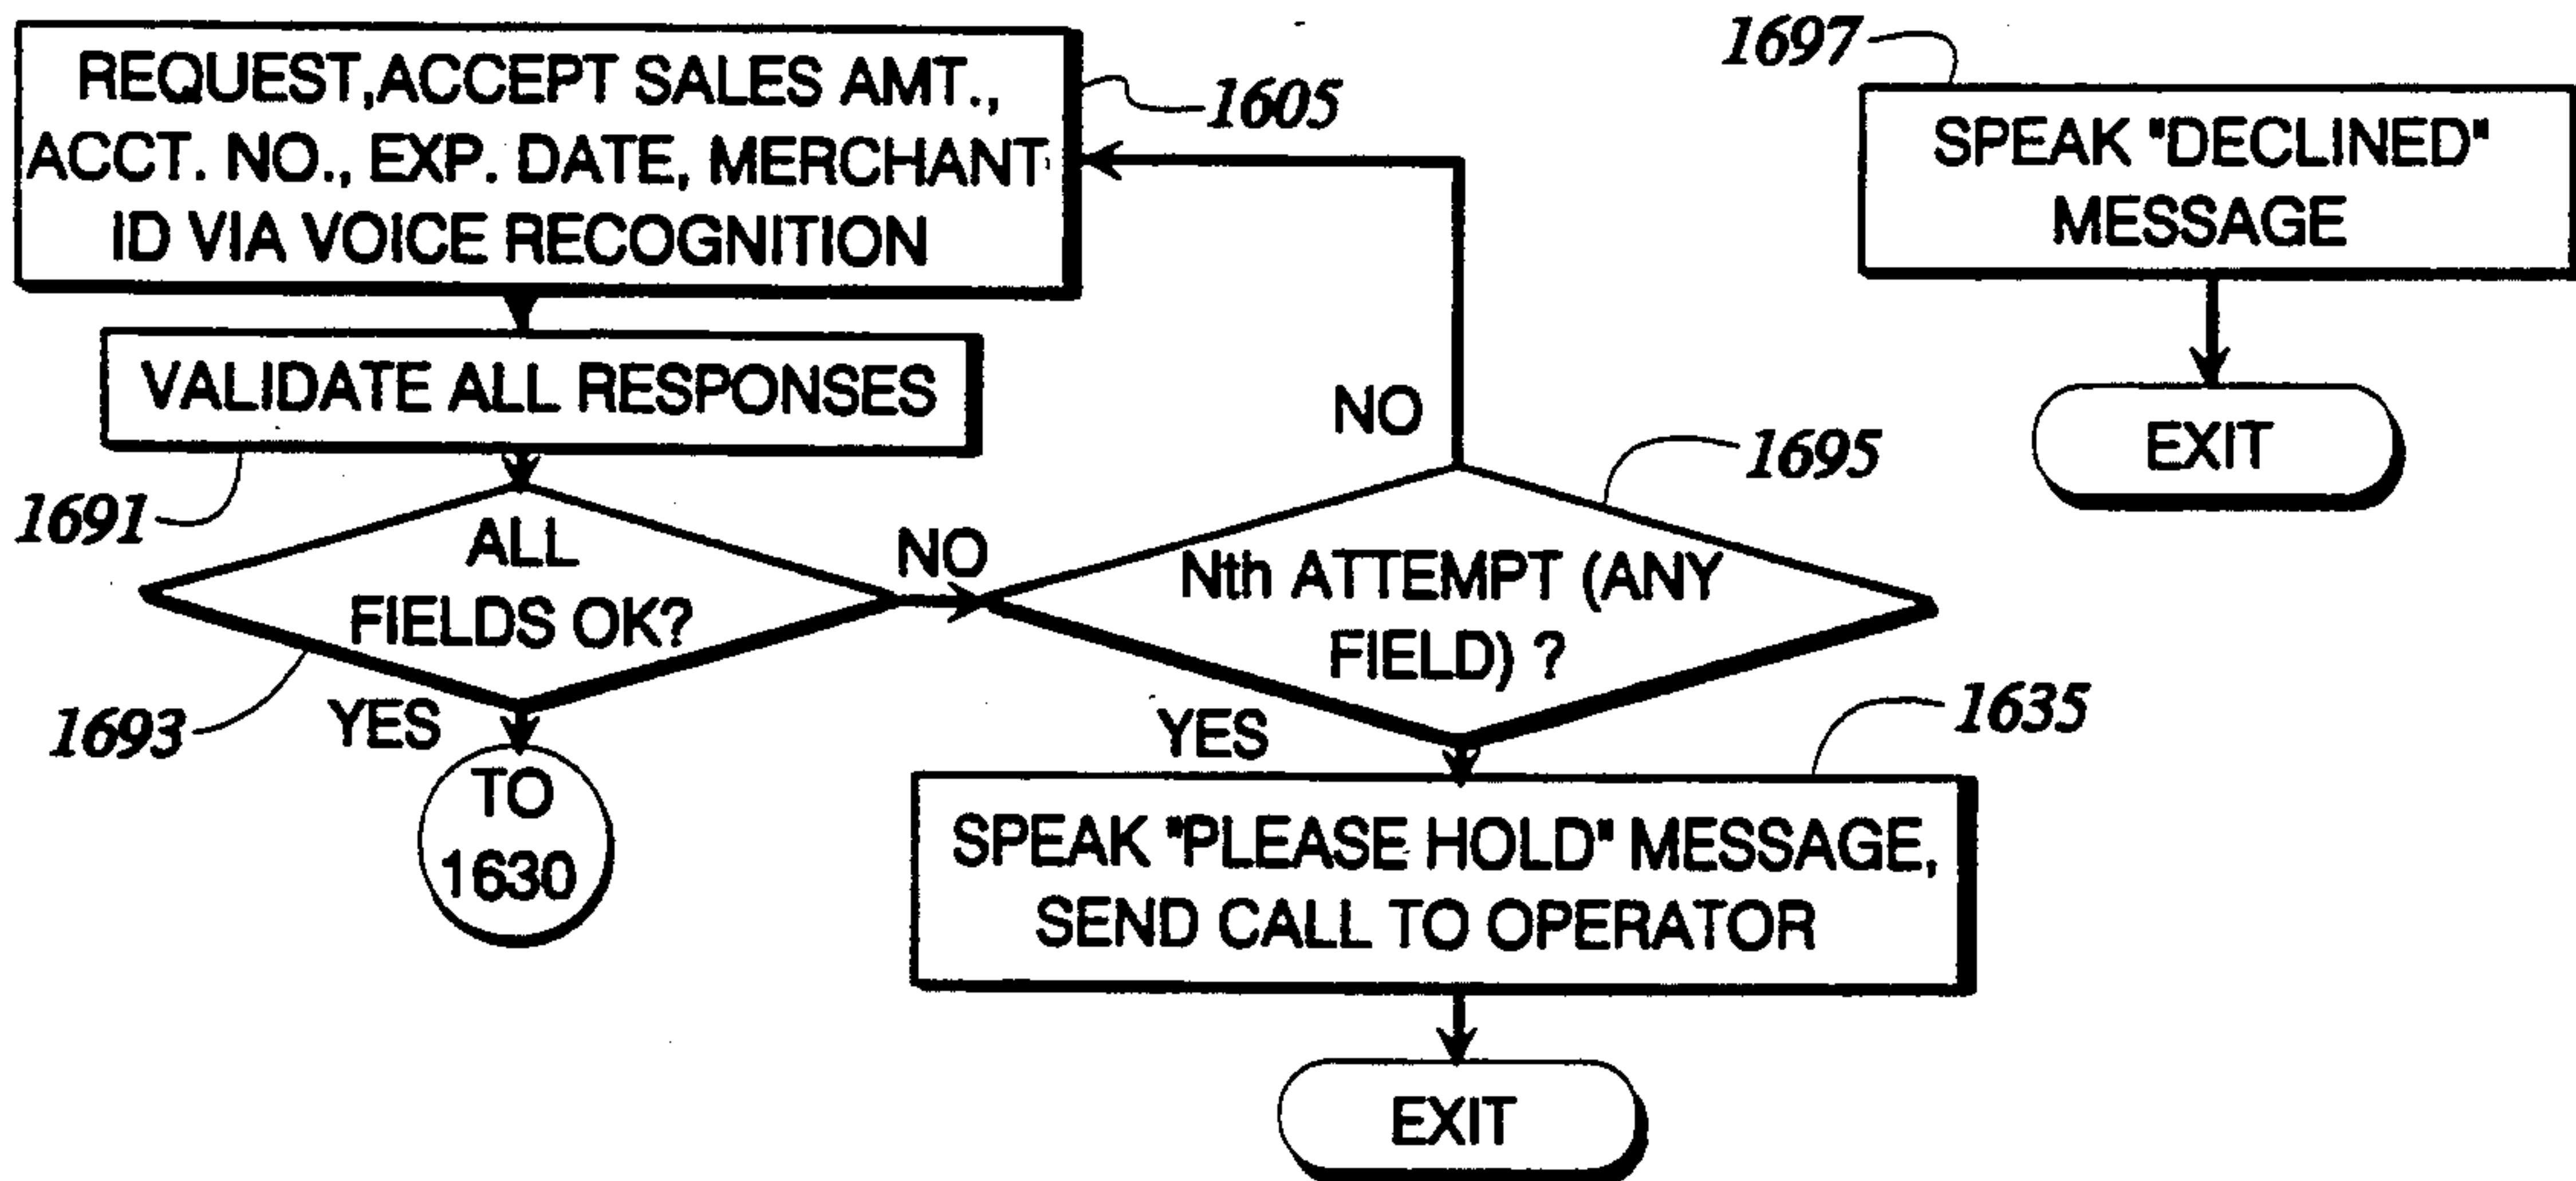 REQUEST,ACCEPT SALES AMT.,
ACCT. NO., EXP. DATE, MERCHANT
ID VIA VOICE RECOGNITION
1605
VALIDATE ALL RESPONSES
1691
ALL
FIELDS OK?
1693
NO
YES
TO
1630
Nth ATTEMPT (ANY
FIELD) ?
1695
NO
YES
SPEAK "PLEASE HOLD" MESSAGE,
SEND CALL TO OPERATOR
1635
EXIT
1697
SPEAK "DECLINED"
MESSAGE
EXIT